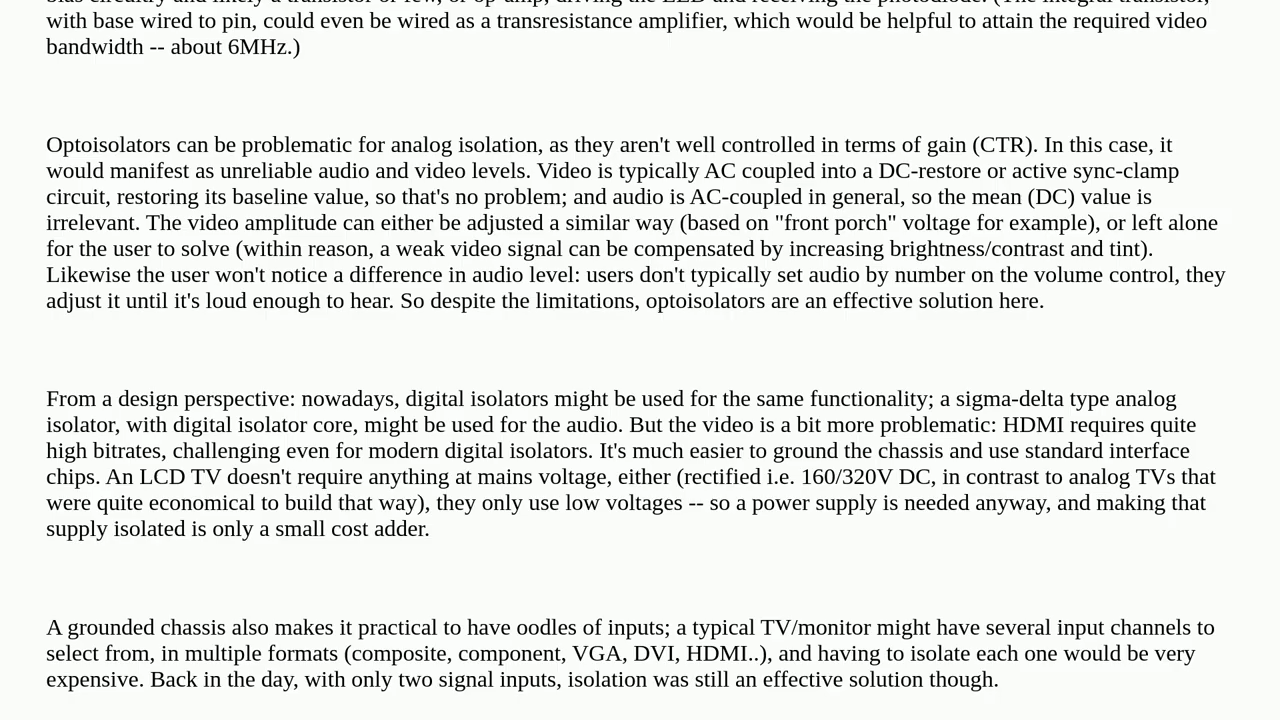 with base wired to pin, could even be wired as a transresistance amplifier, which would be helpful to attain the required video
bandwidth -- about 6MHz.)
Optoisolators can be problematic for analog isolation, as they aren't well controlled in terms of gain (CTR). In this case, it
would manifest as unreliable audio and video levels. Video is typically AC coupled into a DC-restore or active sync-clamp
circuit, restoring its baseline value, so that's no problem; and audio is AC-coupled in general, so the mean (DC) value is
irrelevant. The video amplitude can either be adjusted a similar way (based on "front porch" voltage for example), or left alone
for the user to solve (within reason, a weak video signal can be compensated by increasing brightness/contrast and tint).
Likewise the user won't notice a difference in audio level: users don't typically set audio by number on the volume control, they
adjust it until it's loud enough to hear. So despite the limitations, optoisolators are an effective solution here.
From a design perspective: nowadays, digital isolators might be used for the same functionality; a sigma-delta type analog
isolator, with digital isolator core, might be used for the audio. But the video is a bit more problematic: HDMI requires quite
high bitrates, challenging even for modern digital isolators. It's much easier to ground the chassis and use standard interface
chips. An LCD TV doesn't require anything at mains voltage, either (rectified i.e. 160/320V DC, in contrast to analog TVs that
were quite economical to build that way), they only use low voltages -- so a power supply is needed anyway, and making that
supply isolated is only a small cost adder.
A grounded chassis also makes it practical to have oodles of inputs; a typical TV/monitor might have several input channels to
select from, in multiple formats (composite, component, VGA, DVI, HDMI..), and having to isolate each one would be very
expensive. Back in the day, with only two signal inputs, isolation was still an effective solution though.